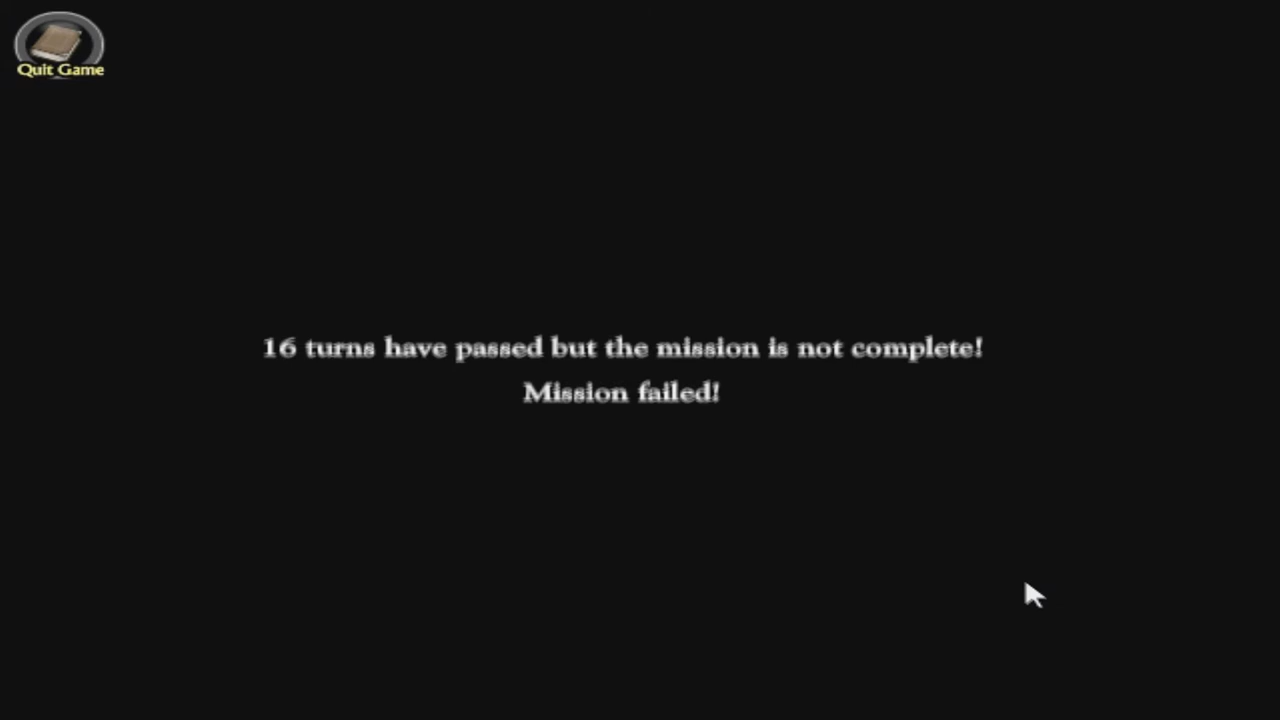 Quit Game
16 turns have passed but the mission is not complete!
Mission failed!